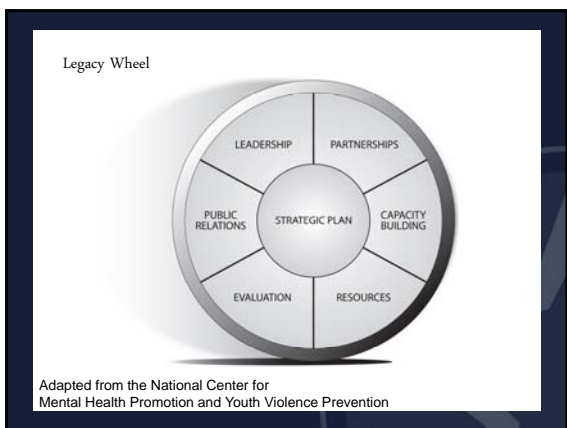 Legacy Wheel
LEADERSHIP
PARTNERSHIPS
PUBLIC
RELATIONS
STRATEGIC PLAN
CAPACITY
BUILDING
EVALUATION
RESOURCES
Adapted from the National Center for
Mental Health Promotion and Youth Violence Prevention